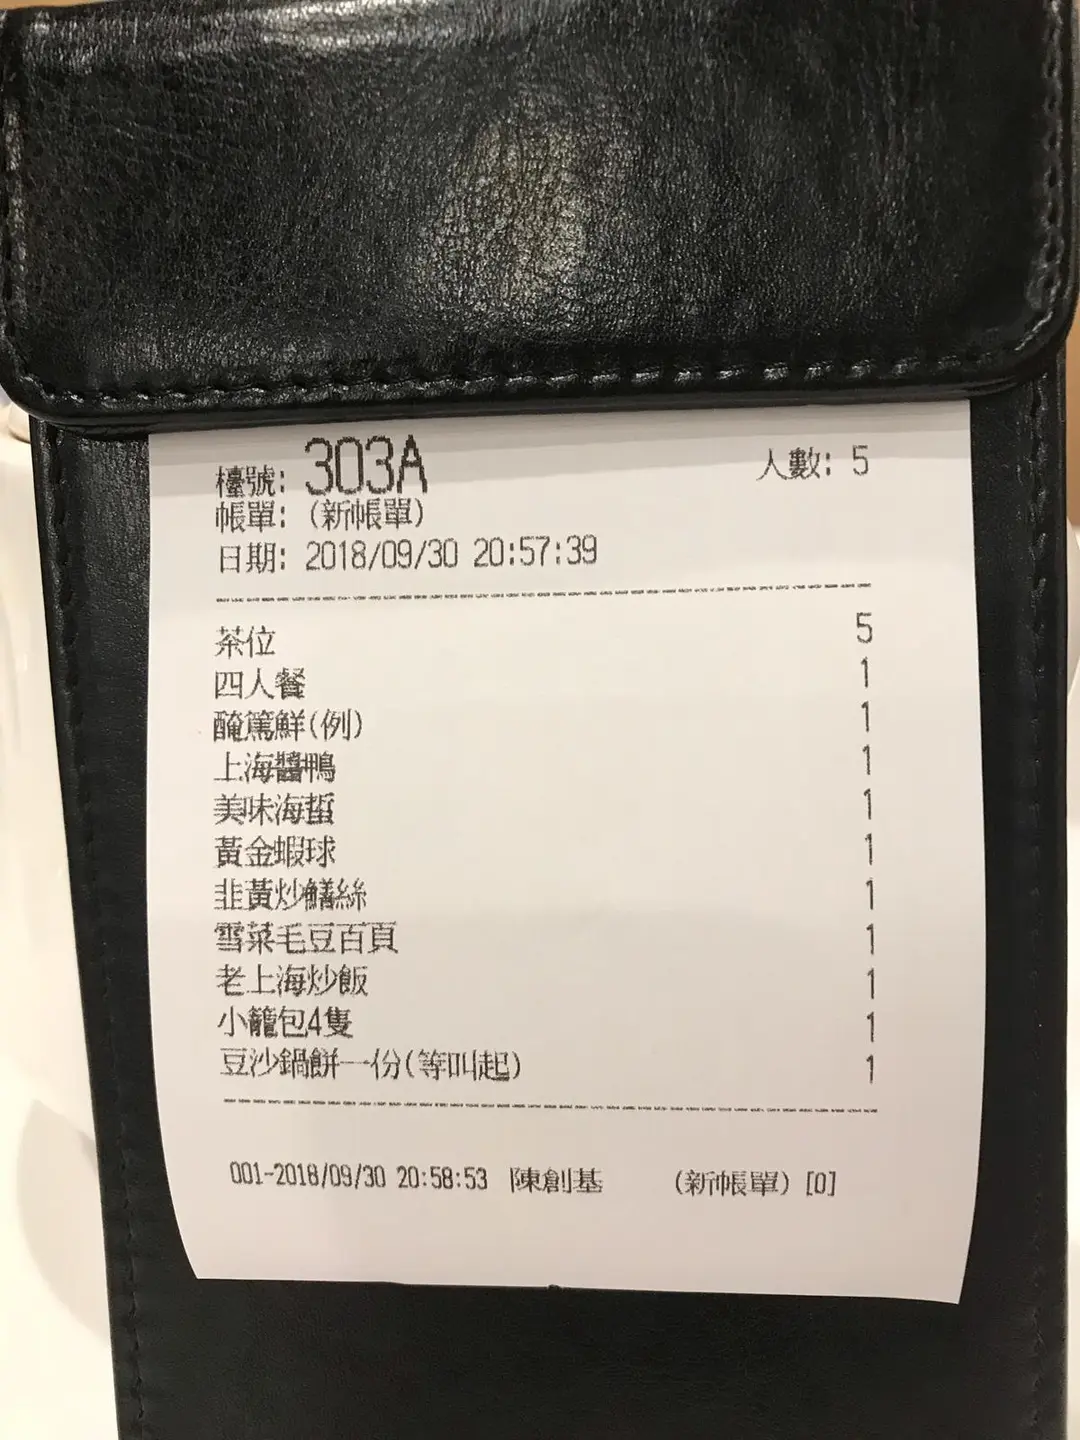 檯號: 303A 人數: 5
帳單: (新帳單)
日期: 2018/09/30 20:57:39
茶位 5
四人餐 1
醃篤鮮(例) 1
上海醬鴨 1
美味海蜇 1
黃金蝦球 1
韭黃炒鱔絲 1
雪菜毛豆百頁 1
老上海炒飯 1
小籠包4隻 1
豆沙鍋餅一份(等叫起) 1
001-2018/09/30 20:58:53 陳創基 (新帳單) [0]